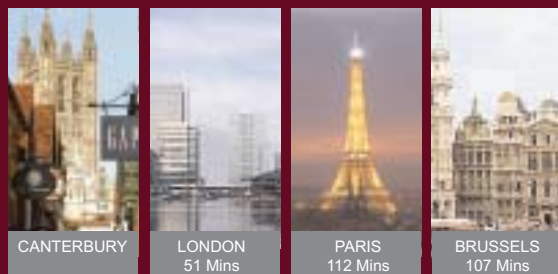 CANTERBURY
LONDON
51 Mins
PARIS
112 Mins
BRUSSELS
107 Mins